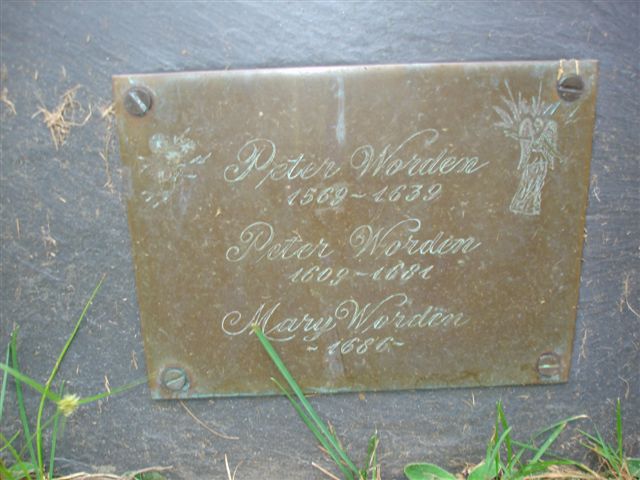 Peter Worden
1569-1639
Peter Worden
1609-1681
Mary Worden
-1686-